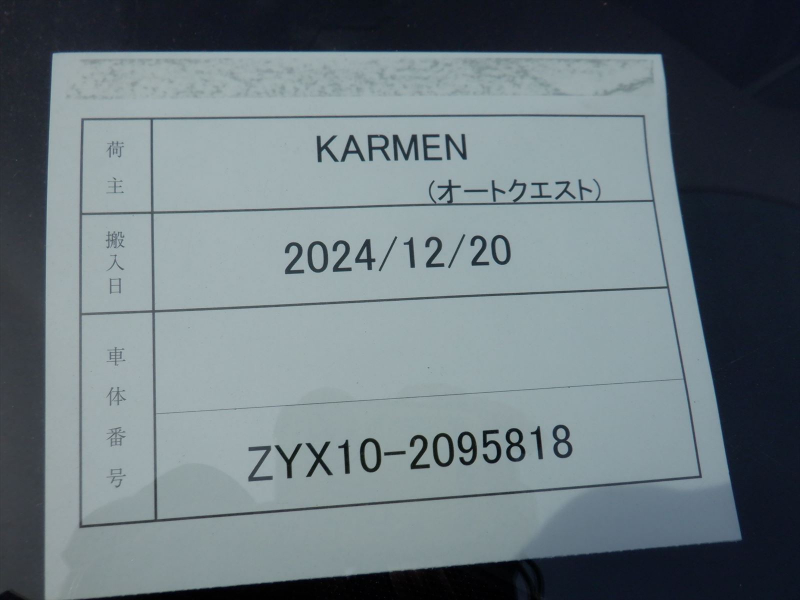 荷主
KARMEN
(オートクエスト)
搬入日
2024/12/20
車体番号
ZYX10-2095818